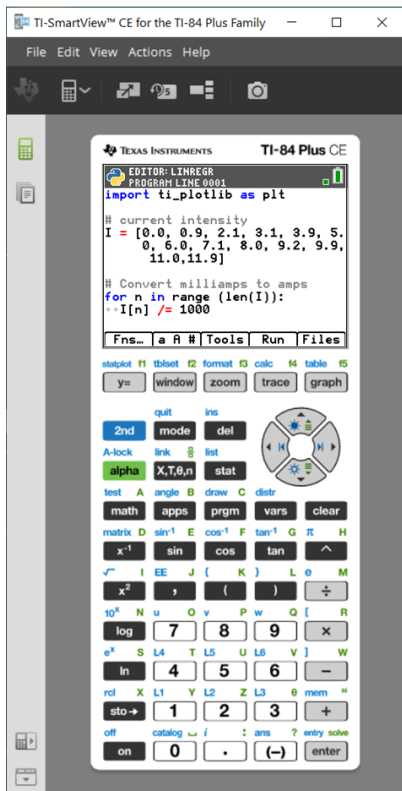 TI-SmartView™ CE for the TI-84 Plus Family
File Edit View Actions Help
TEXAS INSTRUMENTS TI-84 Plus CE
EDITOR: LINREGR
PROGRAM LINE 0001
import ti_plotlib as plt
# current intensity
I = [0.0, 0.9, 2.1, 3.1, 3.9, 5.
0, 6.0, 7.1, 8.0, 9.2, 9.9,
11.0,11.9]
# Convert milliamps to amps
for n in range (len(I)):
··I[n] /= 1000
Fns… a A # Tools Run Files
statplot f1 tblset f2 format f3 calc f4 table f5
y= window zoom trace graph
quit ins
2nd mode del
A-lock link list
alpha X,T,θ,n stat
test A angle B draw C distr
math apps prgm vars clear
matrix D sin⁻¹ E cos⁻¹ F tan⁻¹ G π H
x⁻¹ sin cos tan ^
√ I EE J { K } L e M
x² , ( ) ÷
10ˣ N u O v P w Q [ R
log 7 8 9 ×
eˣ S L4 T L5 U L6 V ] W
ln 4 5 6 −
rcl X L1 Y L2 Z L3 θ mem "
sto→ 1 2 3 +
off catalog ⎵ i : ans ? entry solve
on 0 . (−) enter